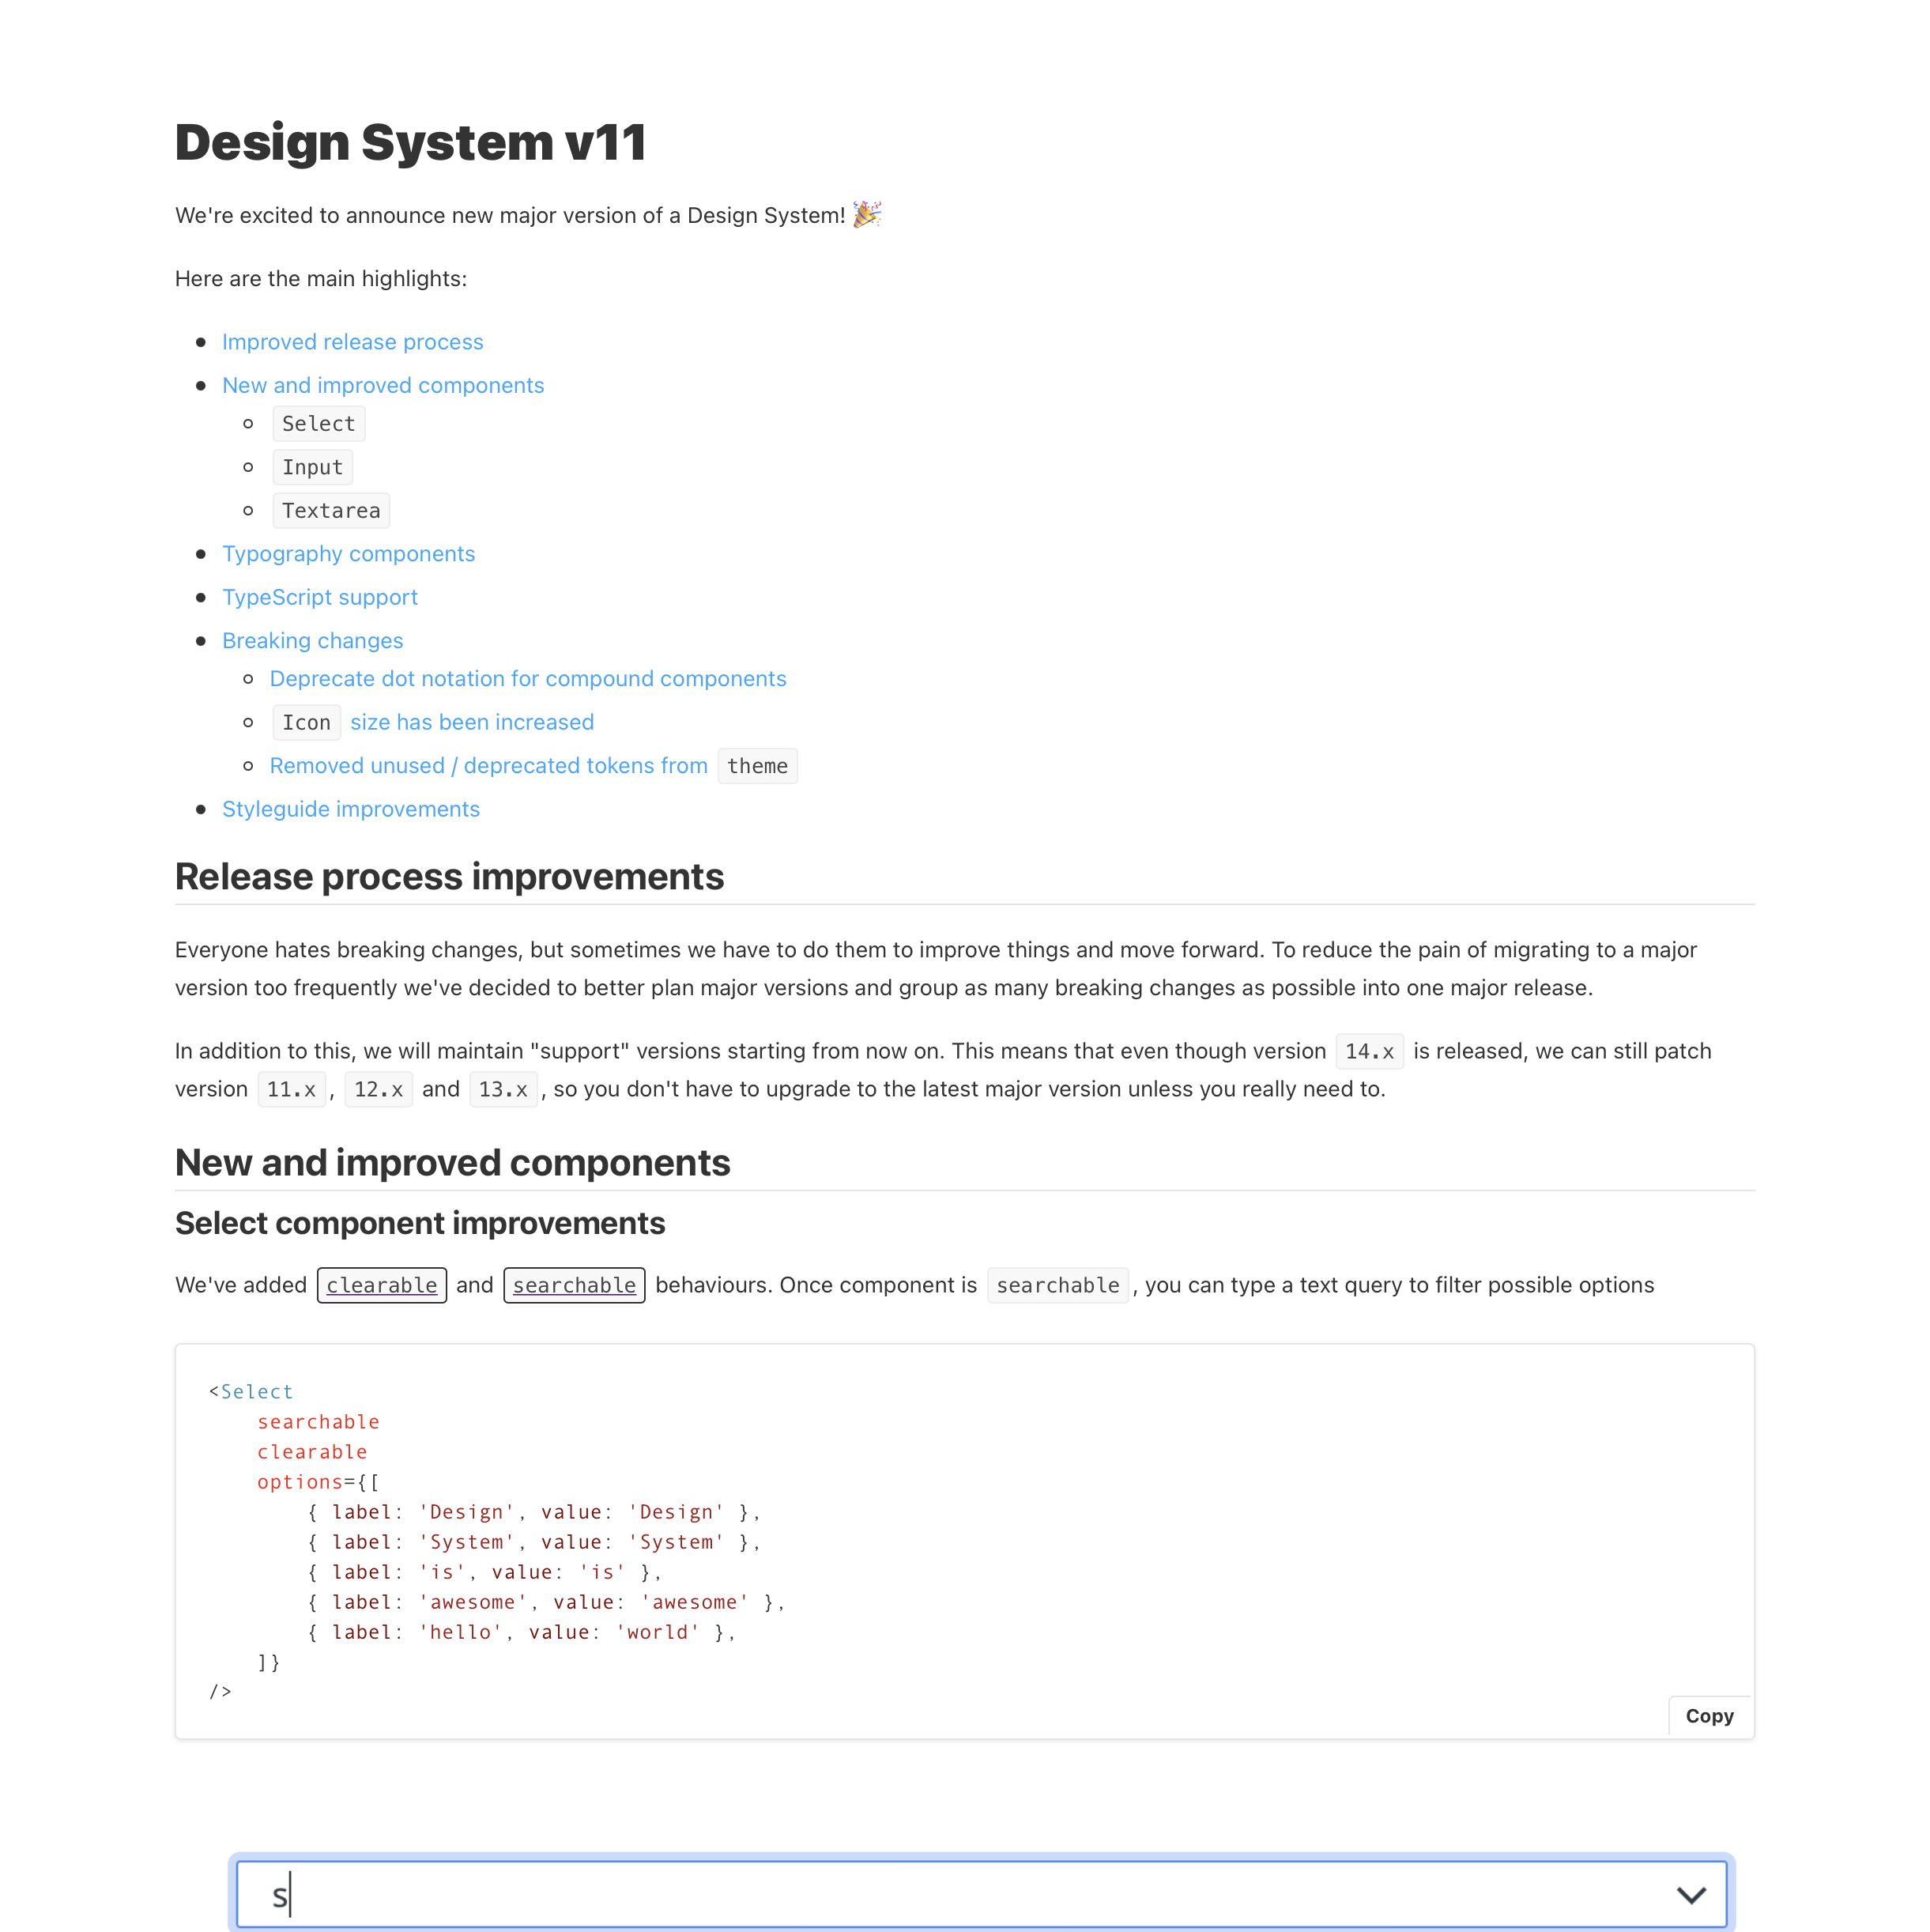 Design System v11
We're excited to announce new major version of a Design System! 🎉
Here are the main highlights:
Improved release process
New and improved components
Select
Input
Textarea
Typography components
TypeScript support
Breaking changes
Deprecate dot notation for compound components
Icon size has been increased
Removed unused / deprecated tokens from theme
Styleguide improvements
Release process improvements
Everyone hates breaking changes, but sometimes we have to do them to improve things and move forward. To reduce the pain of migrating to a major
version too frequently we've decided to better plan major versions and group as many breaking changes as possible into one major release.
In addition to this, we will maintain "support" versions starting from now on. This means that even though version 14.x is released, we can still patch
version 11.x, 12.x and 13.x, so you don't have to upgrade to the latest major version unless you really need to.
New and improved components
Select component improvements
We've added clearable and searchable behaviours. Once component is searchable, you can type a text query to filter possible options
<Select
    searchable
    clearable
    options={[
        { label: 'Design', value: 'Design' },
        { label: 'System', value: 'System' },
        { label: 'is', value: 'is' },
        { label: 'awesome', value: 'awesome' },
        { label: 'hello', value: 'world' },
    ]}
/>
Copy
s